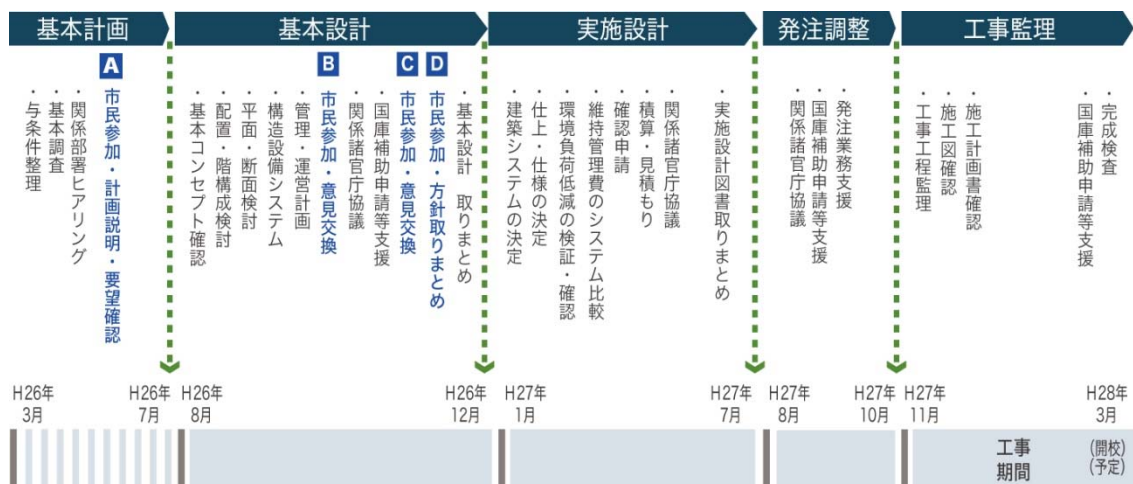 基本計画
基本設計
実施設計
発注調整
工事監理
A
B
C
D
・与条件整理
・基本調査
・関係部署ヒアリング
市民参加・計画説明・要望確認
・基本コンセプト確認
・配置・階構成検討
・平面・断面検討
・構造設備システム
・管理・運営計画
市民参加・意見交換
・関係諸官庁協議
・国庫補助申請等支援
市民参加・意見交換
市民参加・方針取りまとめ
・基本設計 取りまとめ
・建築システムの決定
・仕上・仕様の決定
・環境負荷低減の検証・確認
・維持管理費のシステム比較
・確認申請
・積算・見積もり
・関係諸官庁協議
・実施設計図書取りまとめ
・関係諸官庁協議
・国庫補助申請等支援
・発注業務支援
・工事工程監理
・施工図確認
・施工計画書確認
・国庫補助申請等支援
・完成検査
H26年
3月
H26年
7月
H26年
8月
H26年
12月
H27年
1月
H27年
7月
H27年
8月
H27年
10月
H27年
11月
H28年
3月
工事
期間
(開校)
(予定)